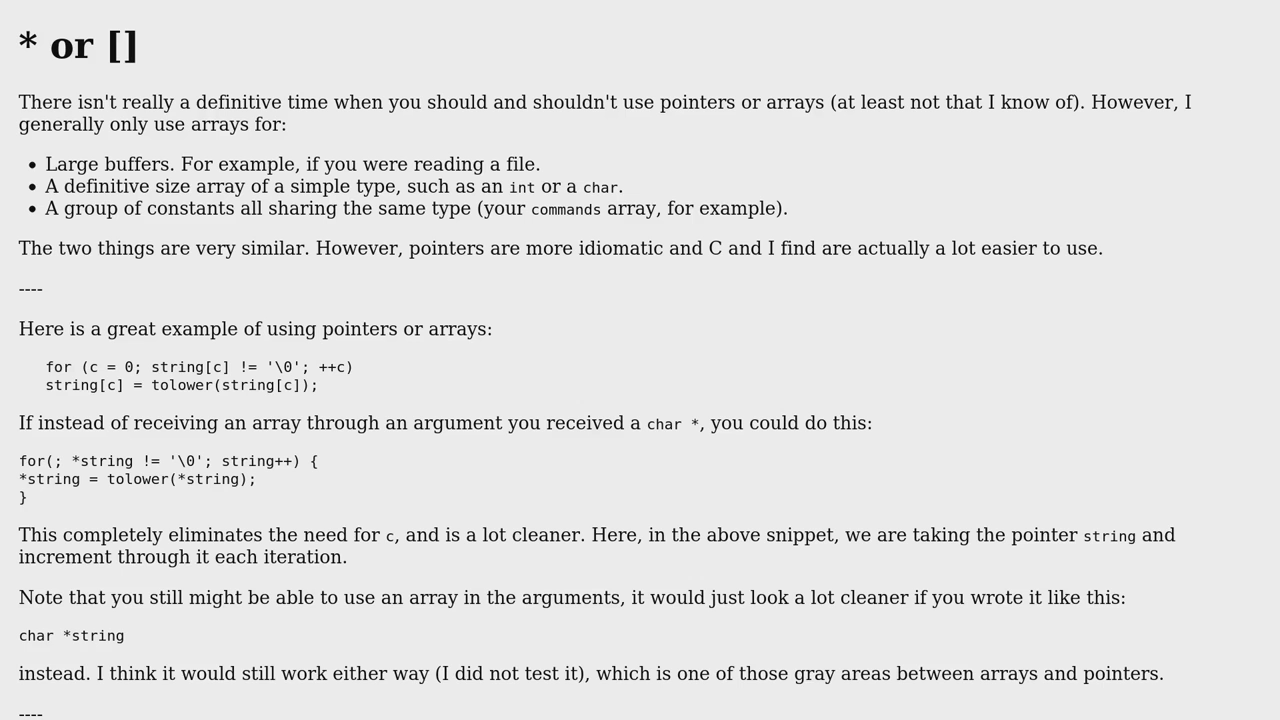 * or []
There isn't really a definitive time when you should and shouldn't use pointers or arrays (at least not that I know of). However, I
generally only use arrays for:
• Large buffers. For example, if you were reading a file.
• A definitive size array of a simple type, such as an int or a char.
• A group of constants all sharing the same type (your commands array, for example).
The two things are very similar. However, pointers are more idiomatic and C and I find are actually a lot easier to use.
----
Here is a great example of using pointers or arrays:
for (c = 0; string[c] != '\0'; ++c)
string[c] = tolower(string[c]);
If instead of receiving an array through an argument you received a char *, you could do this:
for(; *string != '\0'; string++) {
*string = tolower(*string);
}
This completely eliminates the need for c, and is a lot cleaner. Here, in the above snippet, we are taking the pointer string and
increment through it each iteration.
Note that you still might be able to use an array in the arguments, it would just look a lot cleaner if you wrote it like this:
char *string
instead. I think it would still work either way (I did not test it), which is one of those gray areas between arrays and pointers.
----